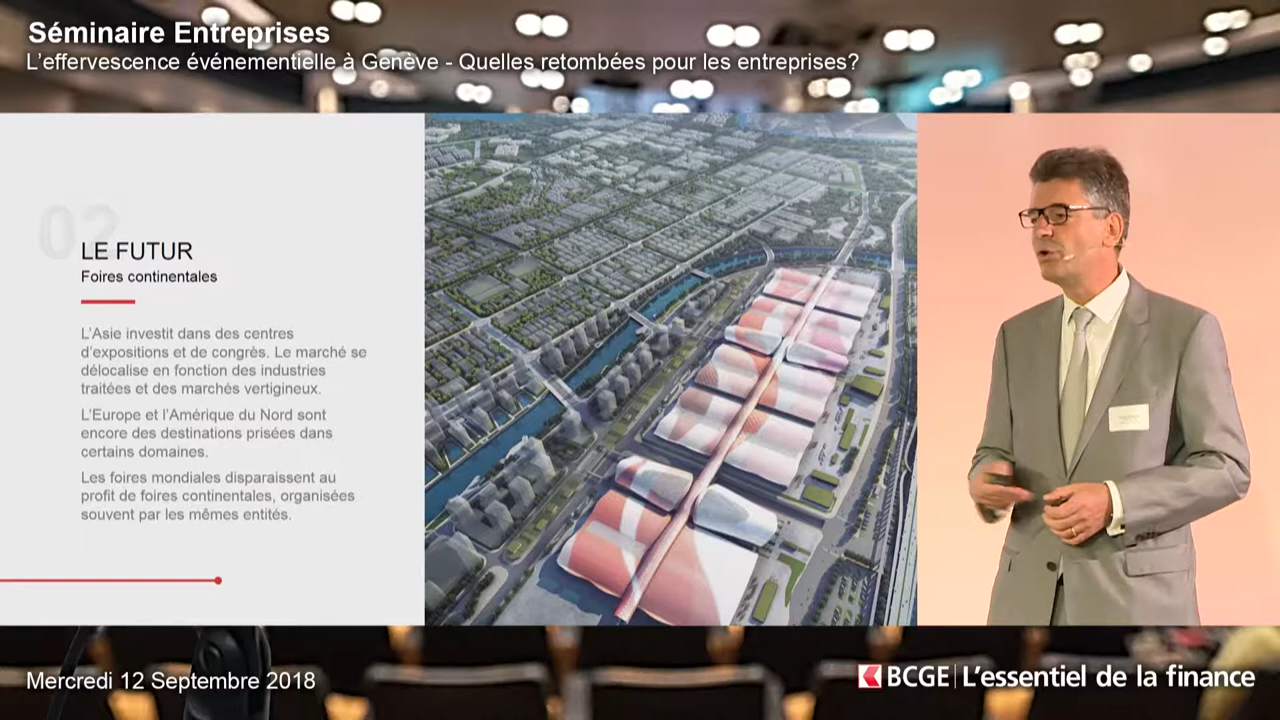 Séminaire Entreprises
L'effervescence événementielle à Genève - Quelles retombées pour les entreprises?
02
LE FUTUR
Foires continentales
L'Asie investit dans des centres
d'expositions et de congrès. Le marché se
délocalise en fonction des industries
traitées et des marchés vertigineux.
L'Europe et l'Amérique du Nord sont
encore des destinations prisées dans
certains domaines.
Les foires mondiales disparaissent au
profit de foires continentales, organisées
souvent par les mêmes entités.
Mercredi 12 Septembre 2018
BCGE | L'essentiel de la finance